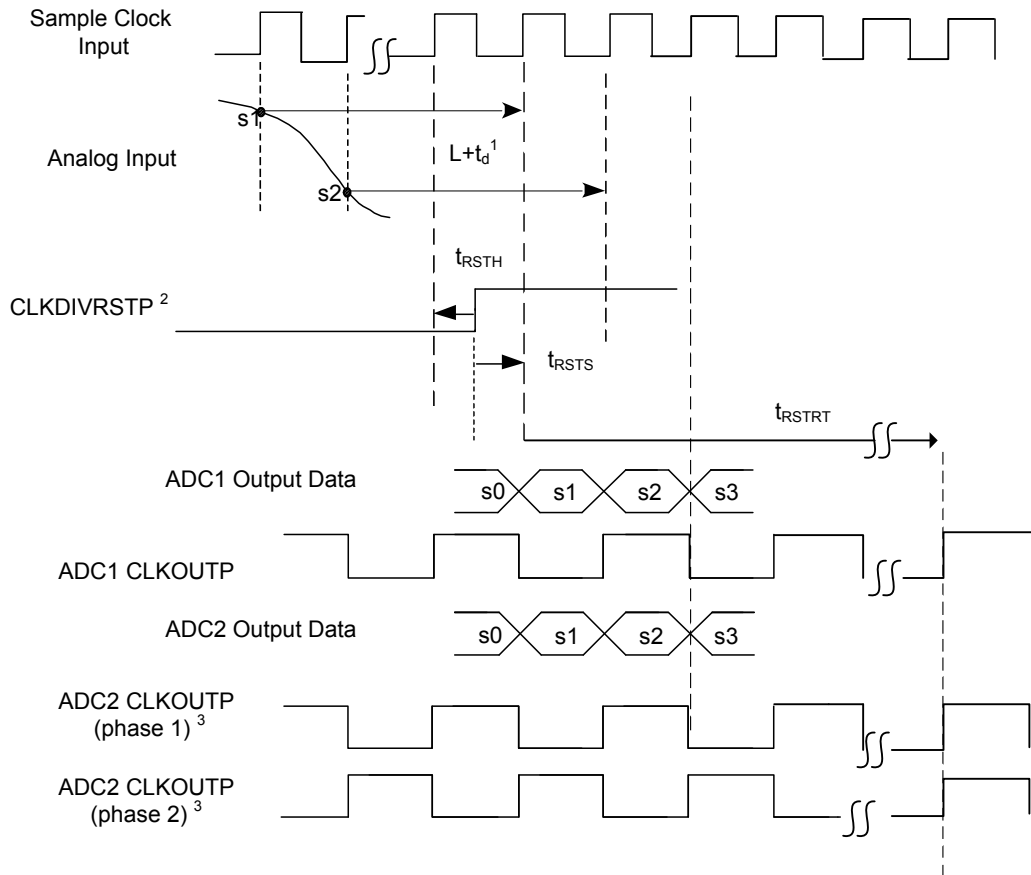 Sample Clock
Input
s1
Analog Input
L+td1
s2
tRSTH
CLKDIVRSTP 2
tRSTS
tRSTRT
ADC1 Output Data
s0 s1 s2 s3
ADC1 CLKOUTP
ADC2 Output Data
s0 s1 s2 s3
ADC2 CLKOUTP
(phase 1) 3
ADC2 CLKOUTP
(phase 2) 3